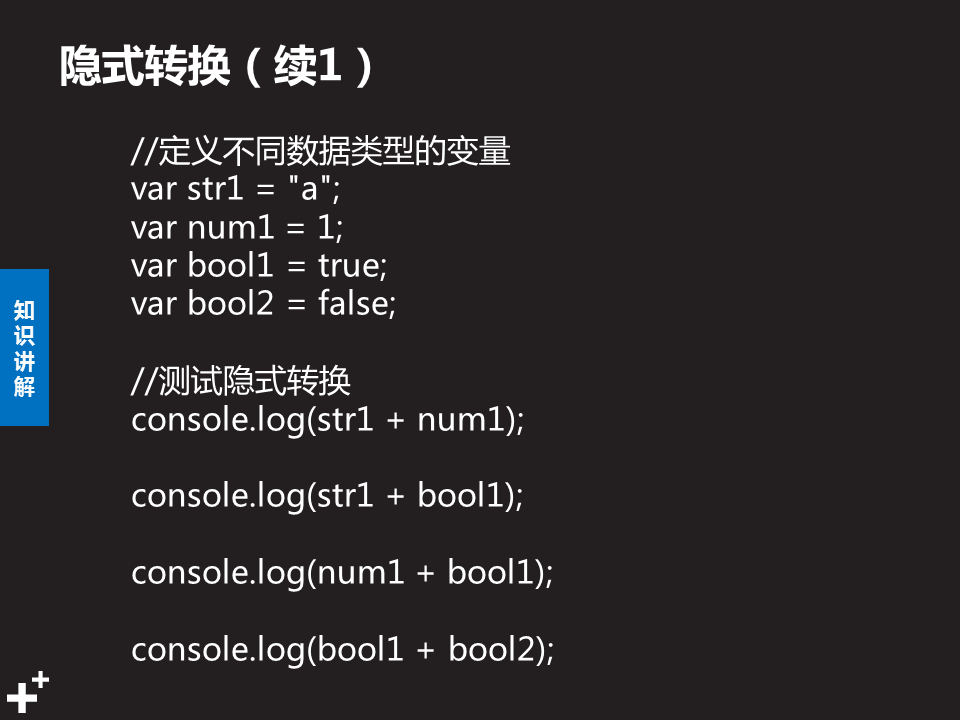 隐式转换（续1）
//定义不同数据类型的变量
var str1 = "a";
var num1 = 1;
var bool1 = true;
var bool2 = false;
知识讲解
//测试隐式转换
console.log(str1 + num1);
console.log(str1 + bool1);
console.log(num1 + bool1);
console.log(bool1 + bool2);